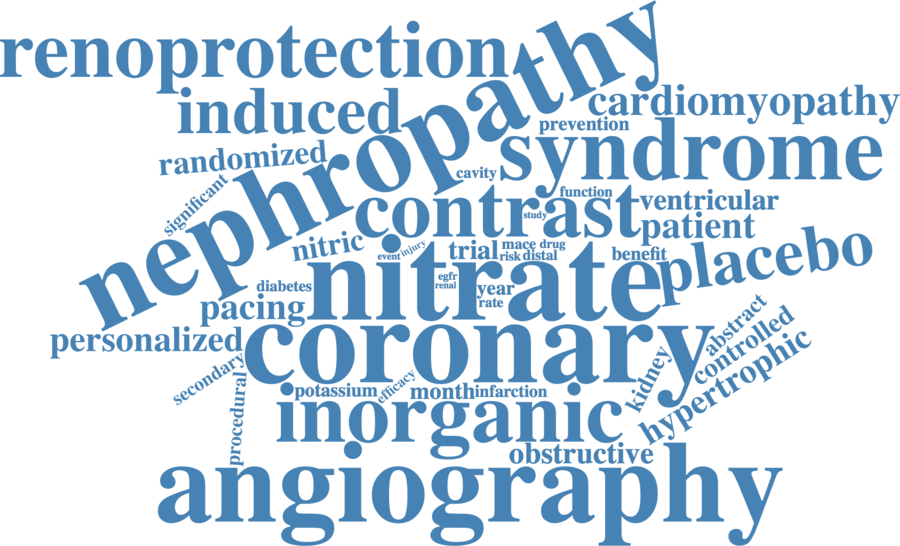 renoprotection
nephropathy
induced
cardiomyopathy
prevention
syndrome
randomized
cavity
significant
function
contrast
study
ventricular
patient
nitric
event
injury
trial
mace
drug
risk
distal
benefit
placebo
nitrate
diabetes
egfr
renal
year
rate
pacing
personalized
coronary
abstract
controlled
hypertrophic
kidney
secondary
procedural
potassium
efficacy
month
infarction
inorganic
obstructive
angiography